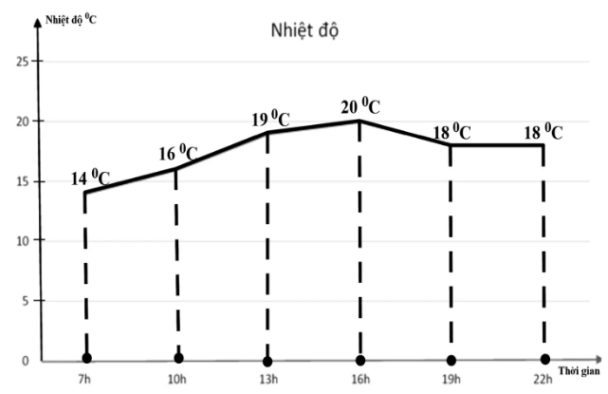 Nhiệt độ ⁰C
Nhiệt độ
25
20
15
10
5
0
14 ⁰C
16 ⁰C
19 ⁰C
20 ⁰C
18 ⁰C
18 ⁰C
7h
10h
13h
16h
19h
22h
Thời gian